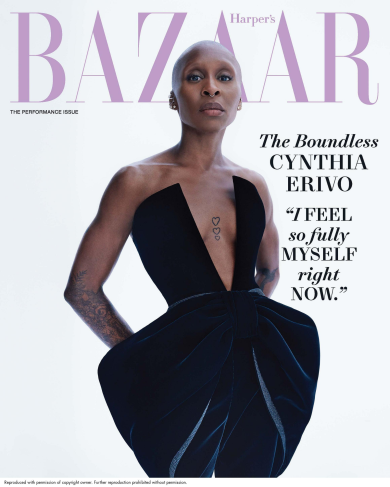 Harper's
BAZAAR
THE PERFORMANCE ISSUE
The Boundless
CYNTHIA
ERIVO
“I FEEL
so fully
MYSELF
right
NOW.”
Reproduced with permission of copyright owner. Further reproduction prohibited without permission.